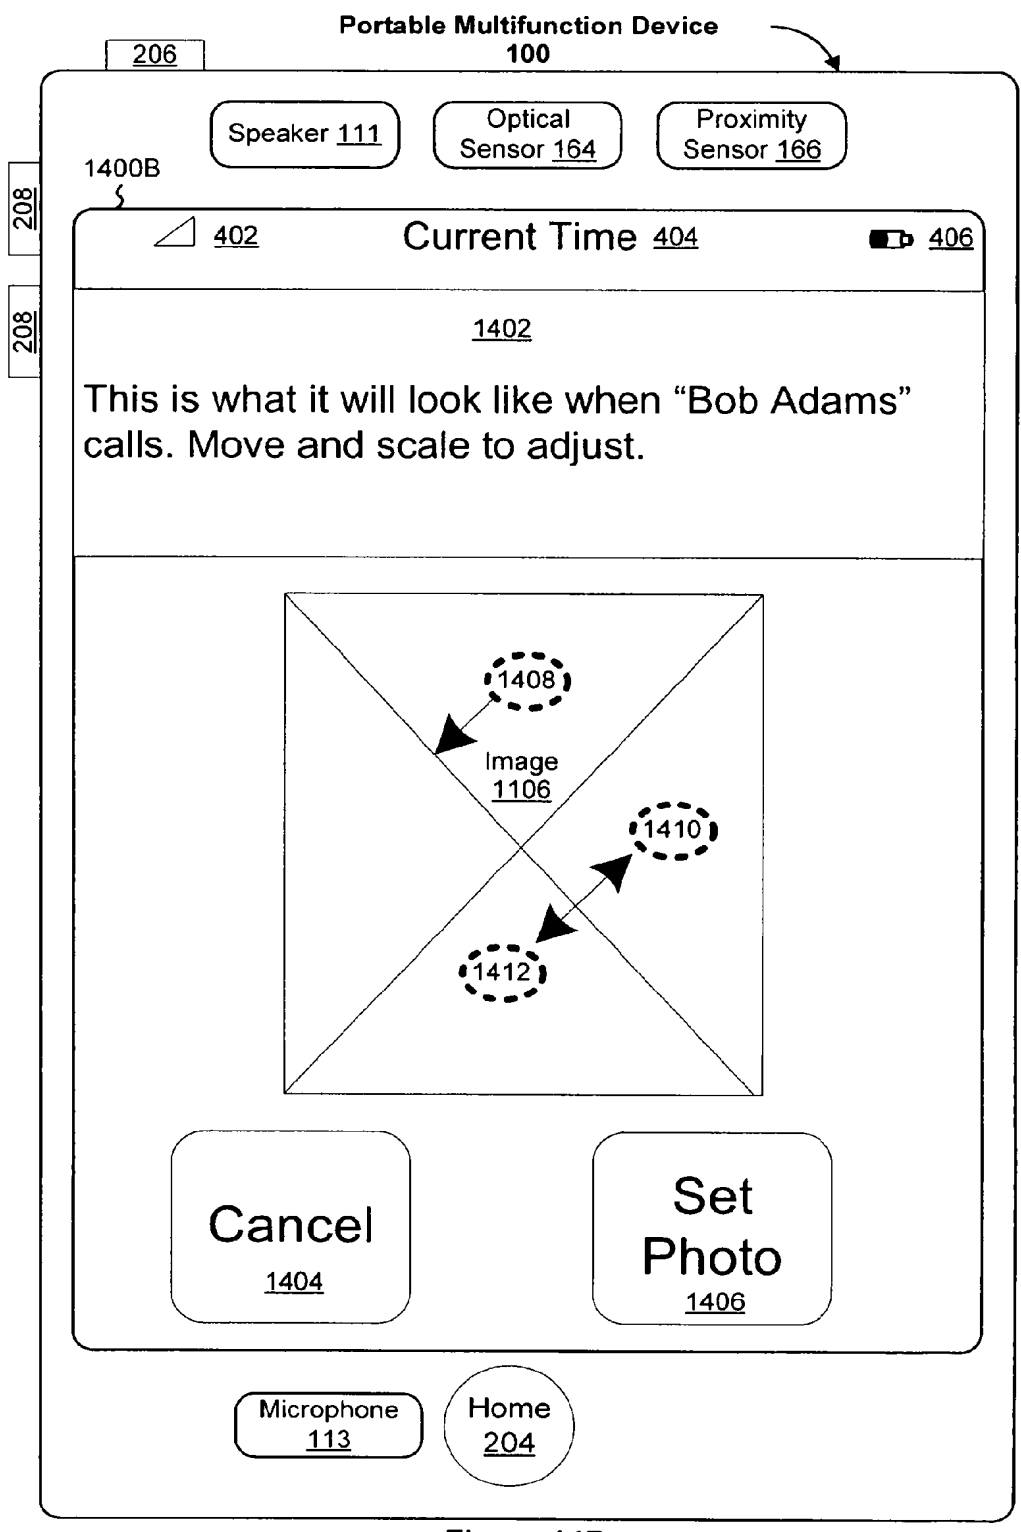 Portable Multifunction Device
100
206
Speaker 111
Optical
Sensor 164
Proximity
Sensor 166
1400B
208
208
402
Current Time 404
406
1402
This is what it will look like when “Bob Adams”
calls. Move and scale to adjust.
1408
Image
1106
1410
1412
Cancel
1404
Set
Photo
1406
Microphone
113
Home
204